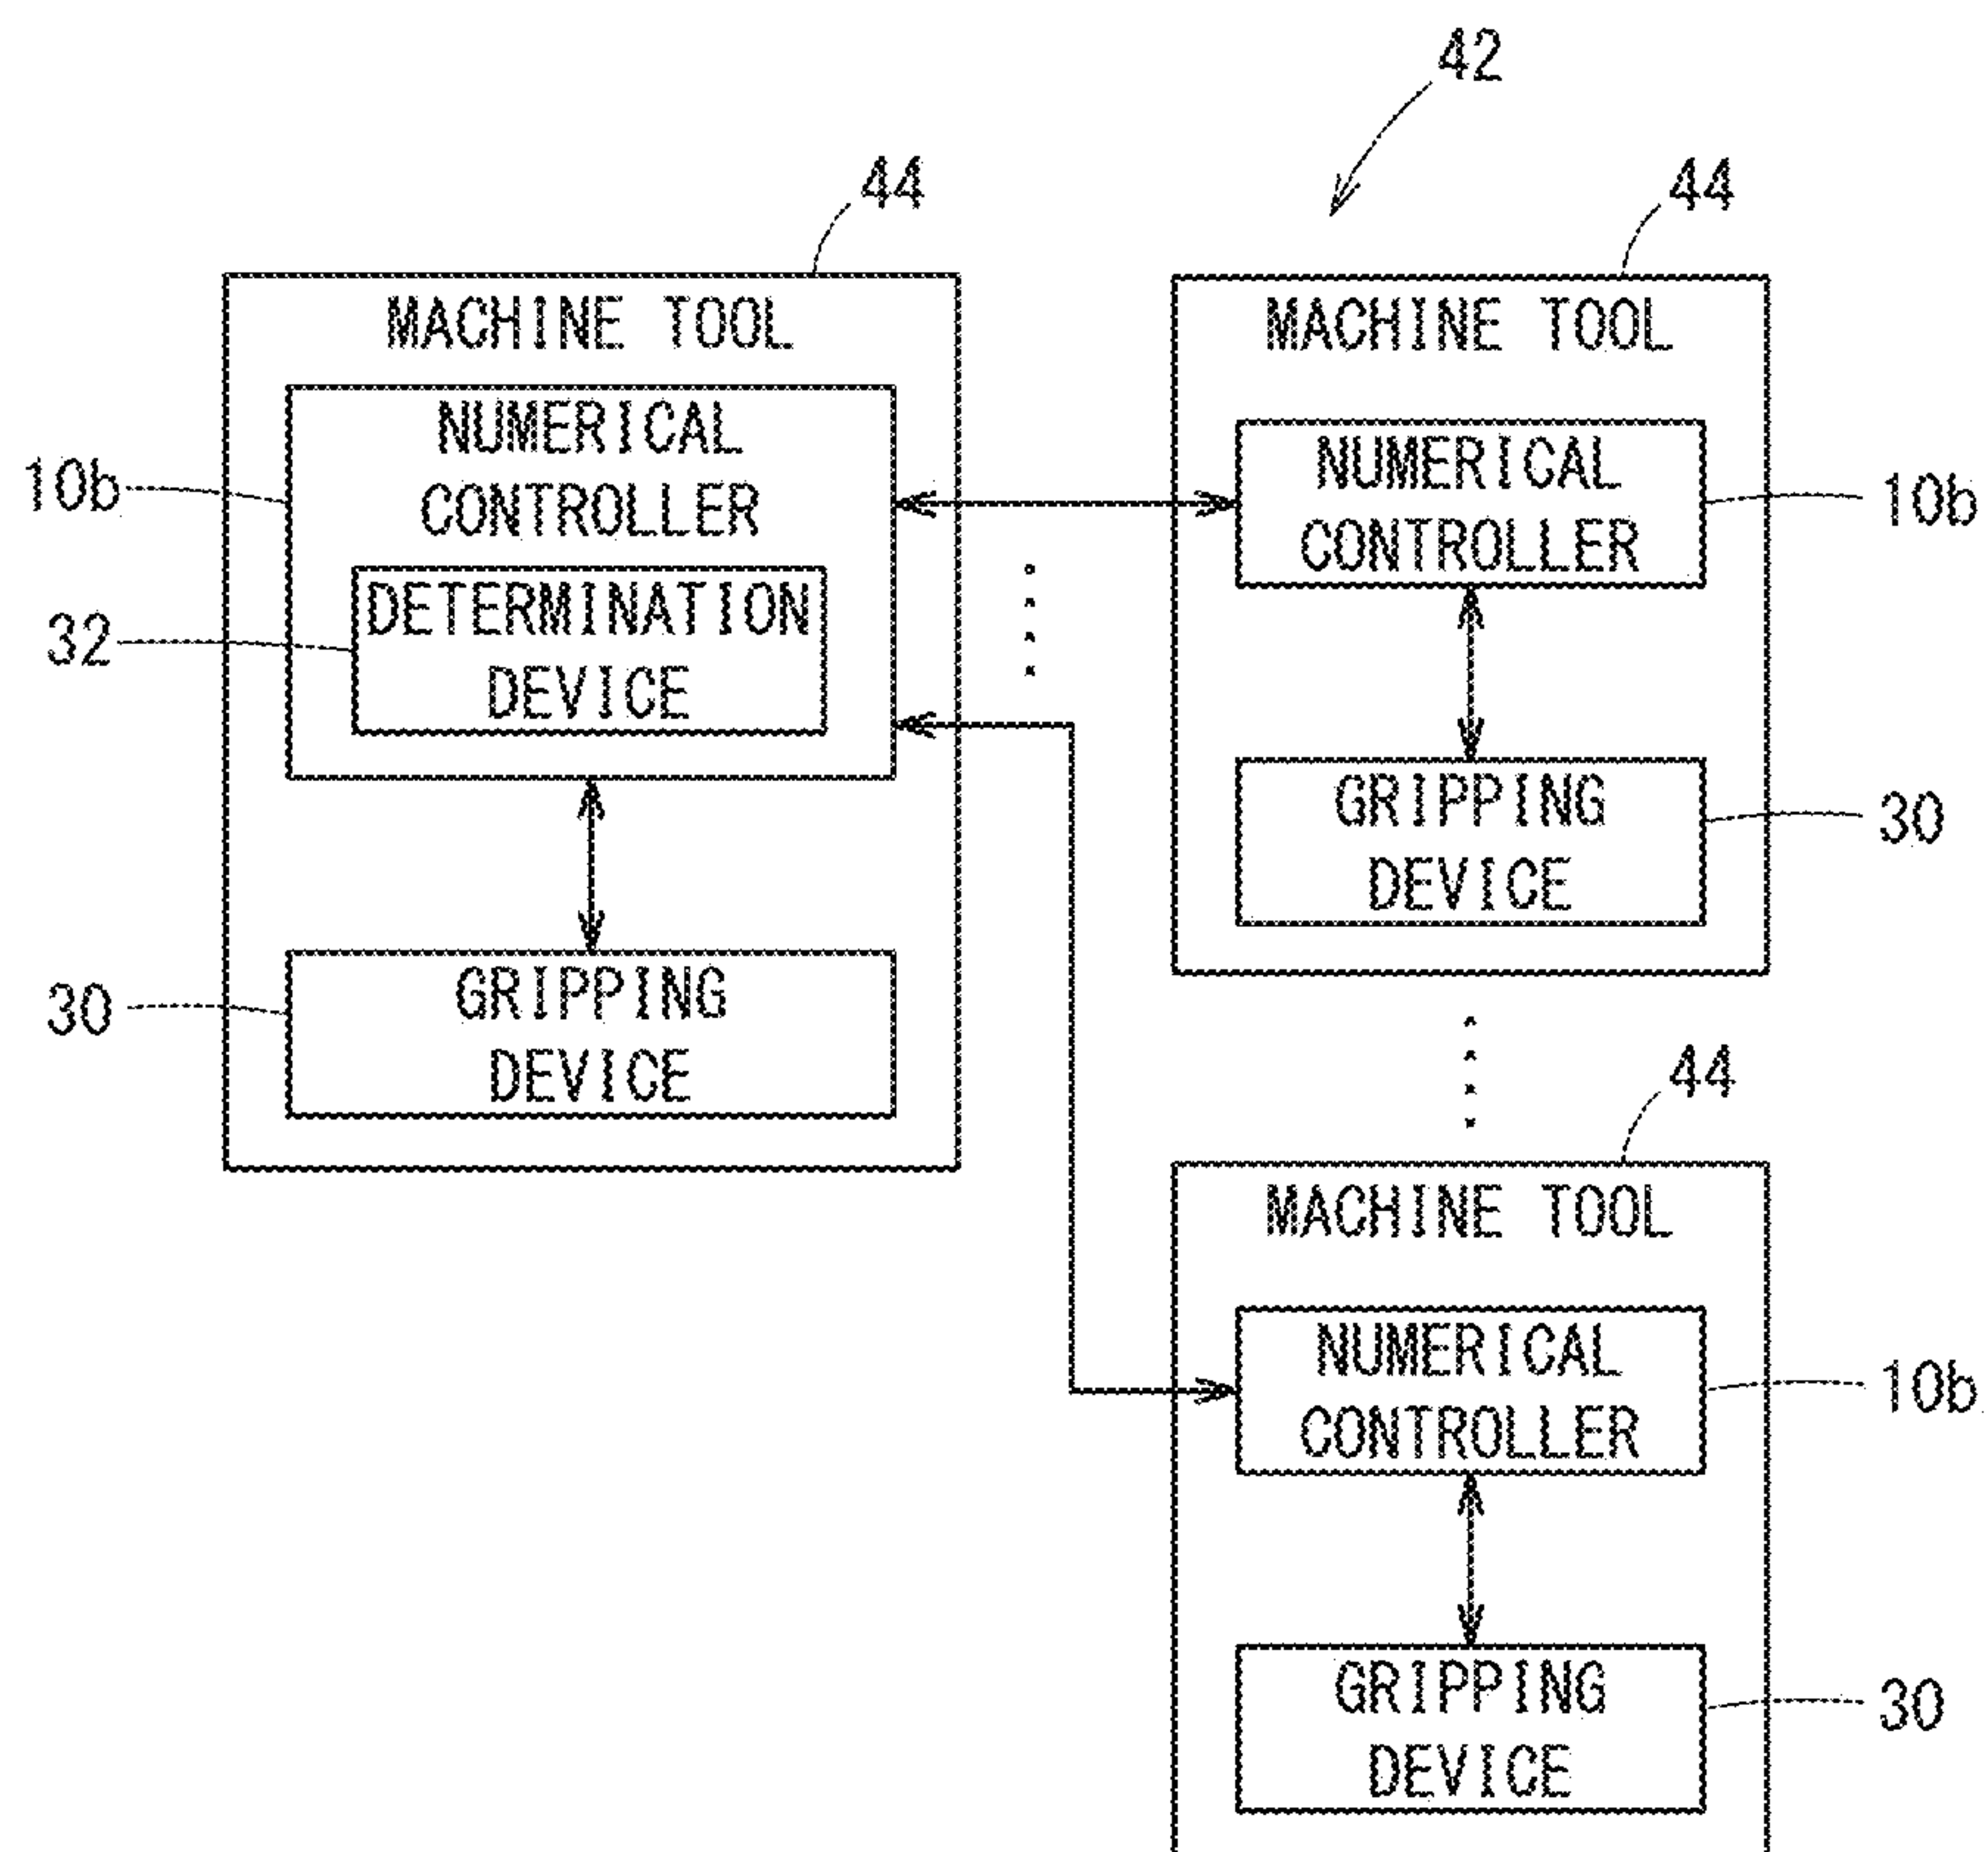 42
44
MACHINE TOOL
10b
NUMERICAL
CONTROLLER
32
DETERMINATION
DEVICE
30
GRIPPING
DEVICE
44
MACHINE TOOL
NUMERICAL
CONTROLLER
10b
GRIPPING
DEVICE
30
44
MACHINE TOOL
NUMERICAL
CONTROLLER
10b
GRIPPING
DEVICE
30